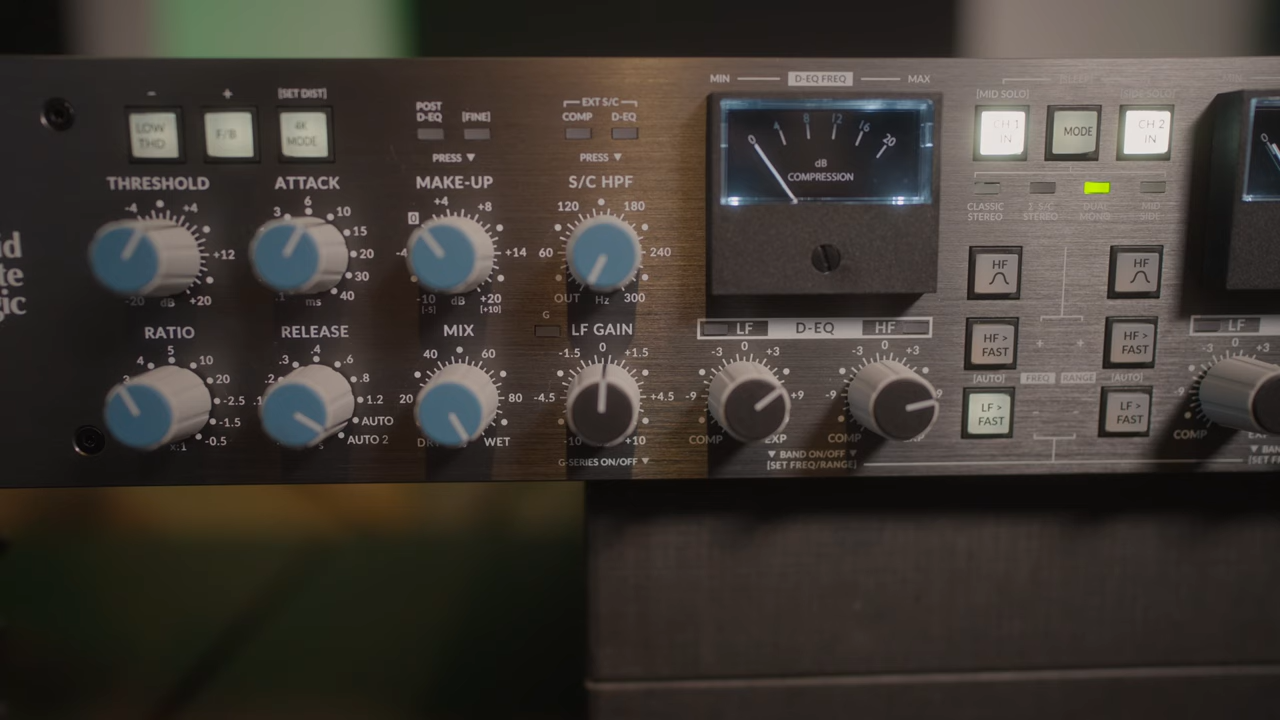 MIN D-EQ FREQ MAX
- + [SET DIST]
LOW THD
F/B
4K MODE
POST D-EQ
[FINE]
EXT S/C
COMP D-EQ
PRESS ▼
PRESS ▼
0 4 8 12 16 20
dB
COMPRESSION
[MID SOLO]
[SIDE SOLO]
CH 1 IN
MODE
CH 2 IN
CLASSIC STEREO
Σ S/C STEREO
DUAL MONO
MID SIDE
THRESHOLD
-4 +4
+12
-20 dB +20
ATTACK
3 6 10
15
20
30
.1 ms 40
MAKE-UP
0 +4 +8
-4 +14
-10 dB +20
[-5] [+10]
S/C HPF
120 180
60 240
OUT Hz 300
id
te
gic
HF
HF
RATIO
4 5 10
3 20
-2.5
-1.5
x:1 -0.5
RELEASE
.3 .4 .6
.2 .8
.1 1.2
AUTO
AUTO 2
MIX
40 60
20 80
DRY WET
G
LF GAIN
-1.5 0 +1.5
-4.5 +4.5
-10 +10
G-SERIES ON/OFF ▼
LF D-EQ HF
-3 0 +3
-9 +9
COMP EXP
-3 0 +3
-9
COMP
▼ BAND ON/OFF ▼
[SET FREQ/RANGE]
HF > FAST
HF > FAST
+ +
[AUTO] FREQ RANGE [AUTO]
LF > FAST
LF > FAST
LF
-3 0 +3
-9
COMP